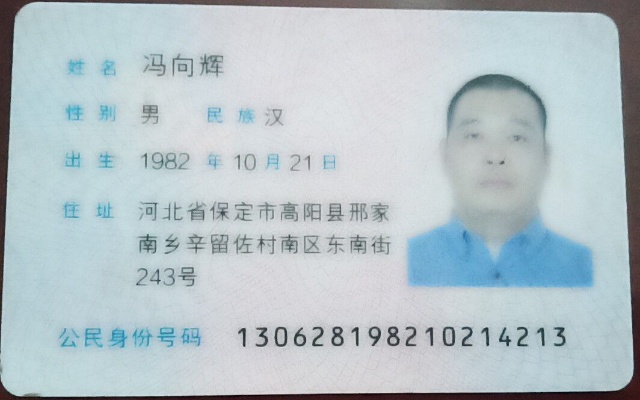 姓名 冯向辉
性别 男 民族 汉
出生 1982 年 10 月 21 日
住址 河北省保定市高阳县邢家
南乡辛留佐村南区东南街
243号
公民身份号码 130628198210214213